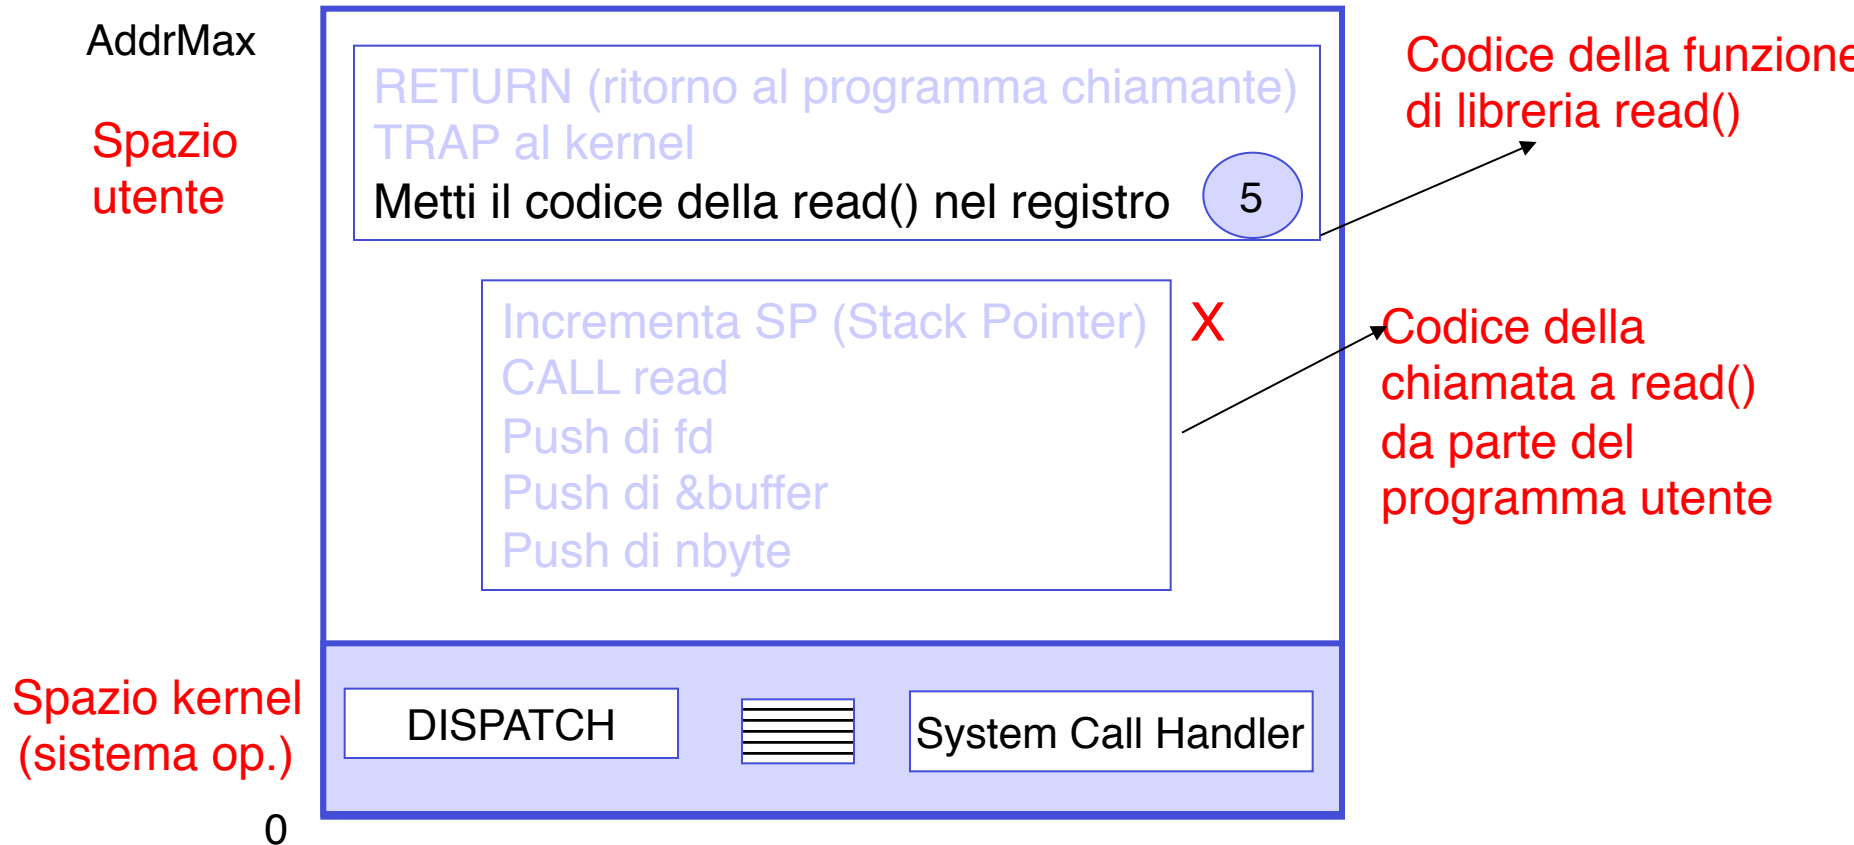 AddrMax
Spazio
utente
RETURN (ritorno al programma chiamante)
TRAP al kernel
Metti il codice della read() nel registro
5
Codice della funzione
di libreria read()
Incrementa SP (Stack Pointer)
CALL read
Push di fd
Push di &buffer
Push di nbyte
X
Codice della
chiamata a read()
da parte del
programma utente
Spazio kernel
(sistema op.)
DISPATCH
System Call Handler
0